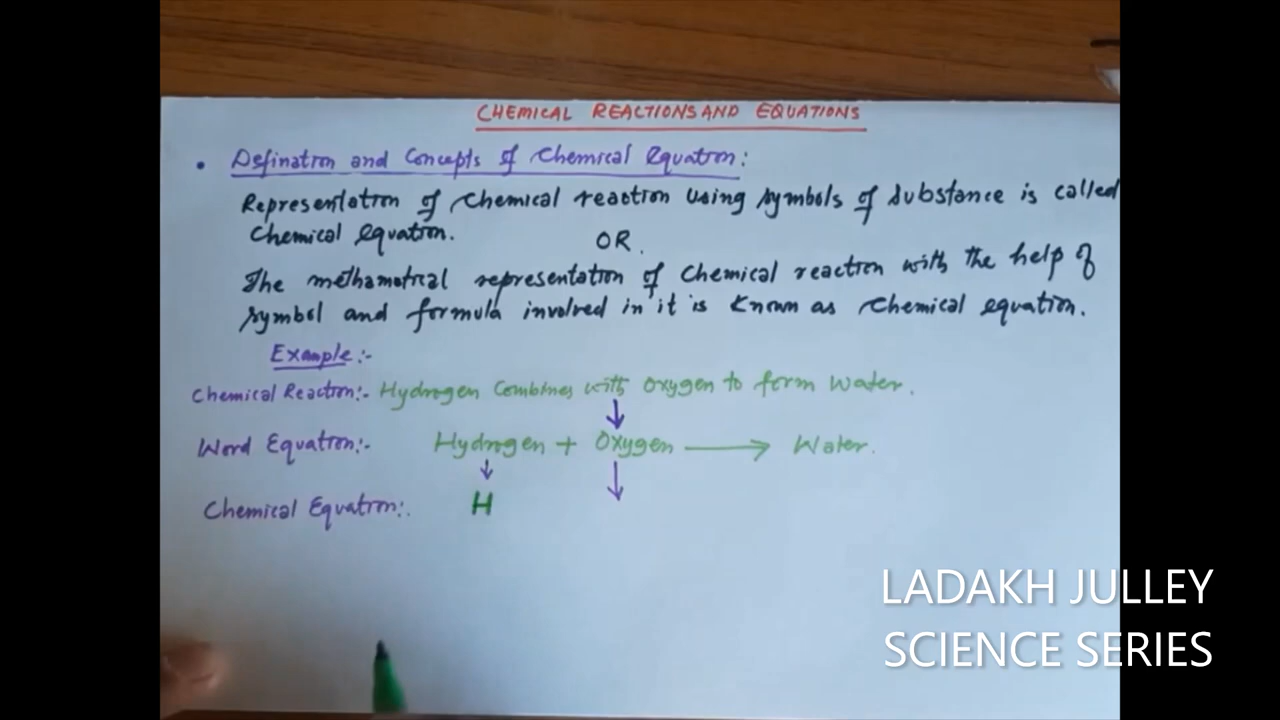 CHEMICAL REACTIONS AND EQUATIONS
• Defination and Concepts of Chemical Equation:
Representation of Chemical reaction using symbols of substance is called
Chemical equation.
OR.
The methamatical representation of Chemical reaction with the help of
symbol and formula involved in it is known as Chemical equation.
Example:-
Chemical Reaction:- Hydrogen Combines with Oxygen to form Water.
Word Equation:- Hydrogen + Oxygen ⟶ Water.
Chemical Equation:. H
LADAKH JULLEY
SCIENCE SERIES